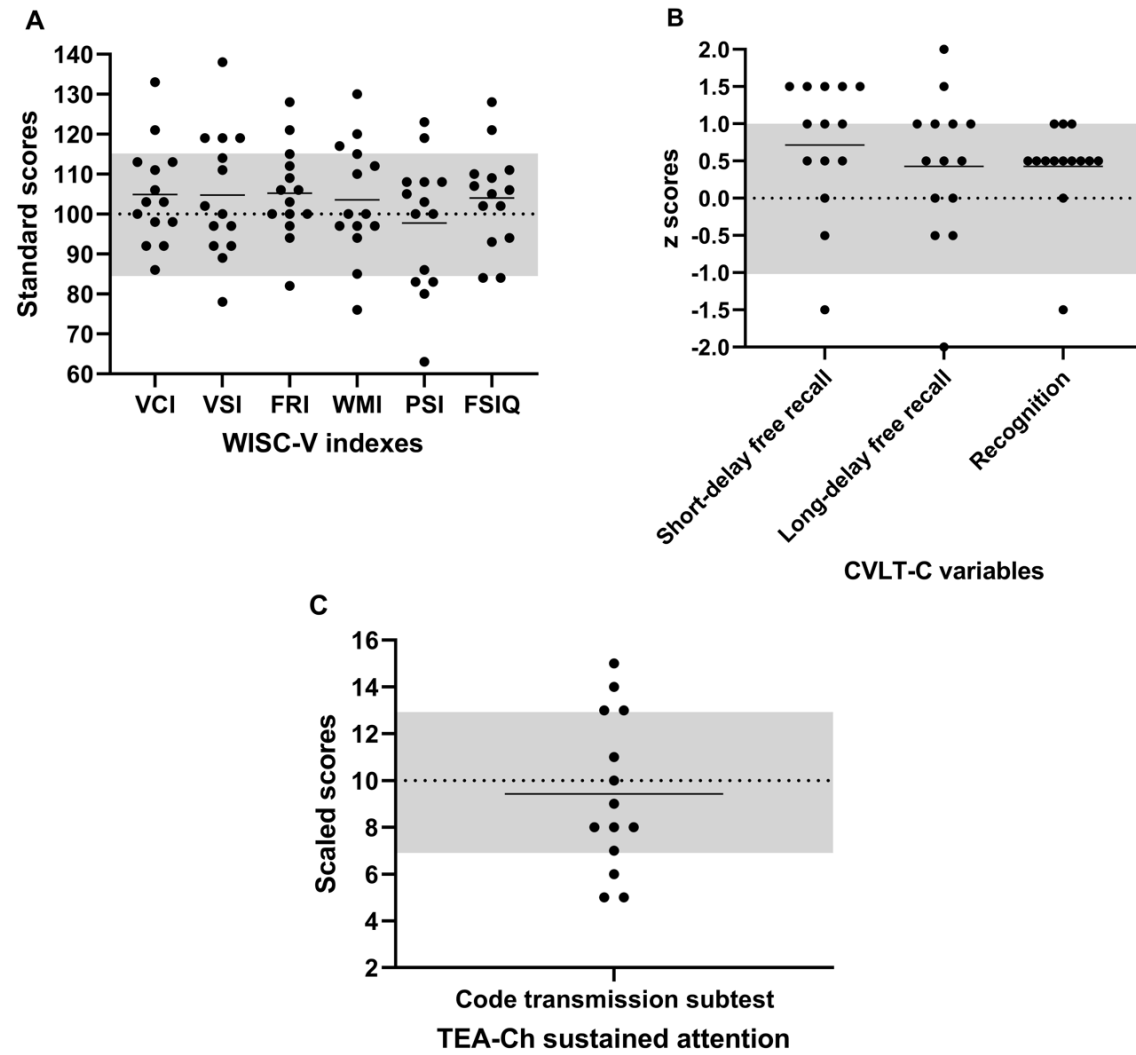 A
Standard scores
140
130
120
110
100
90
80
70
60
VCI VSI FRI WMI PSI FSIQ
WISC-V indexes
B
z scores
2.0
1.5
1.0
0.5
0.0
-0.5
-1.0
-1.5
-2.0
Short-delay free recall
Long-delay free recall
Recognition
CVLT-C variables
C
Scaled scores
16
14
12
10
8
6
4
2
Code transmission subtest
TEA-Ch sustained attention